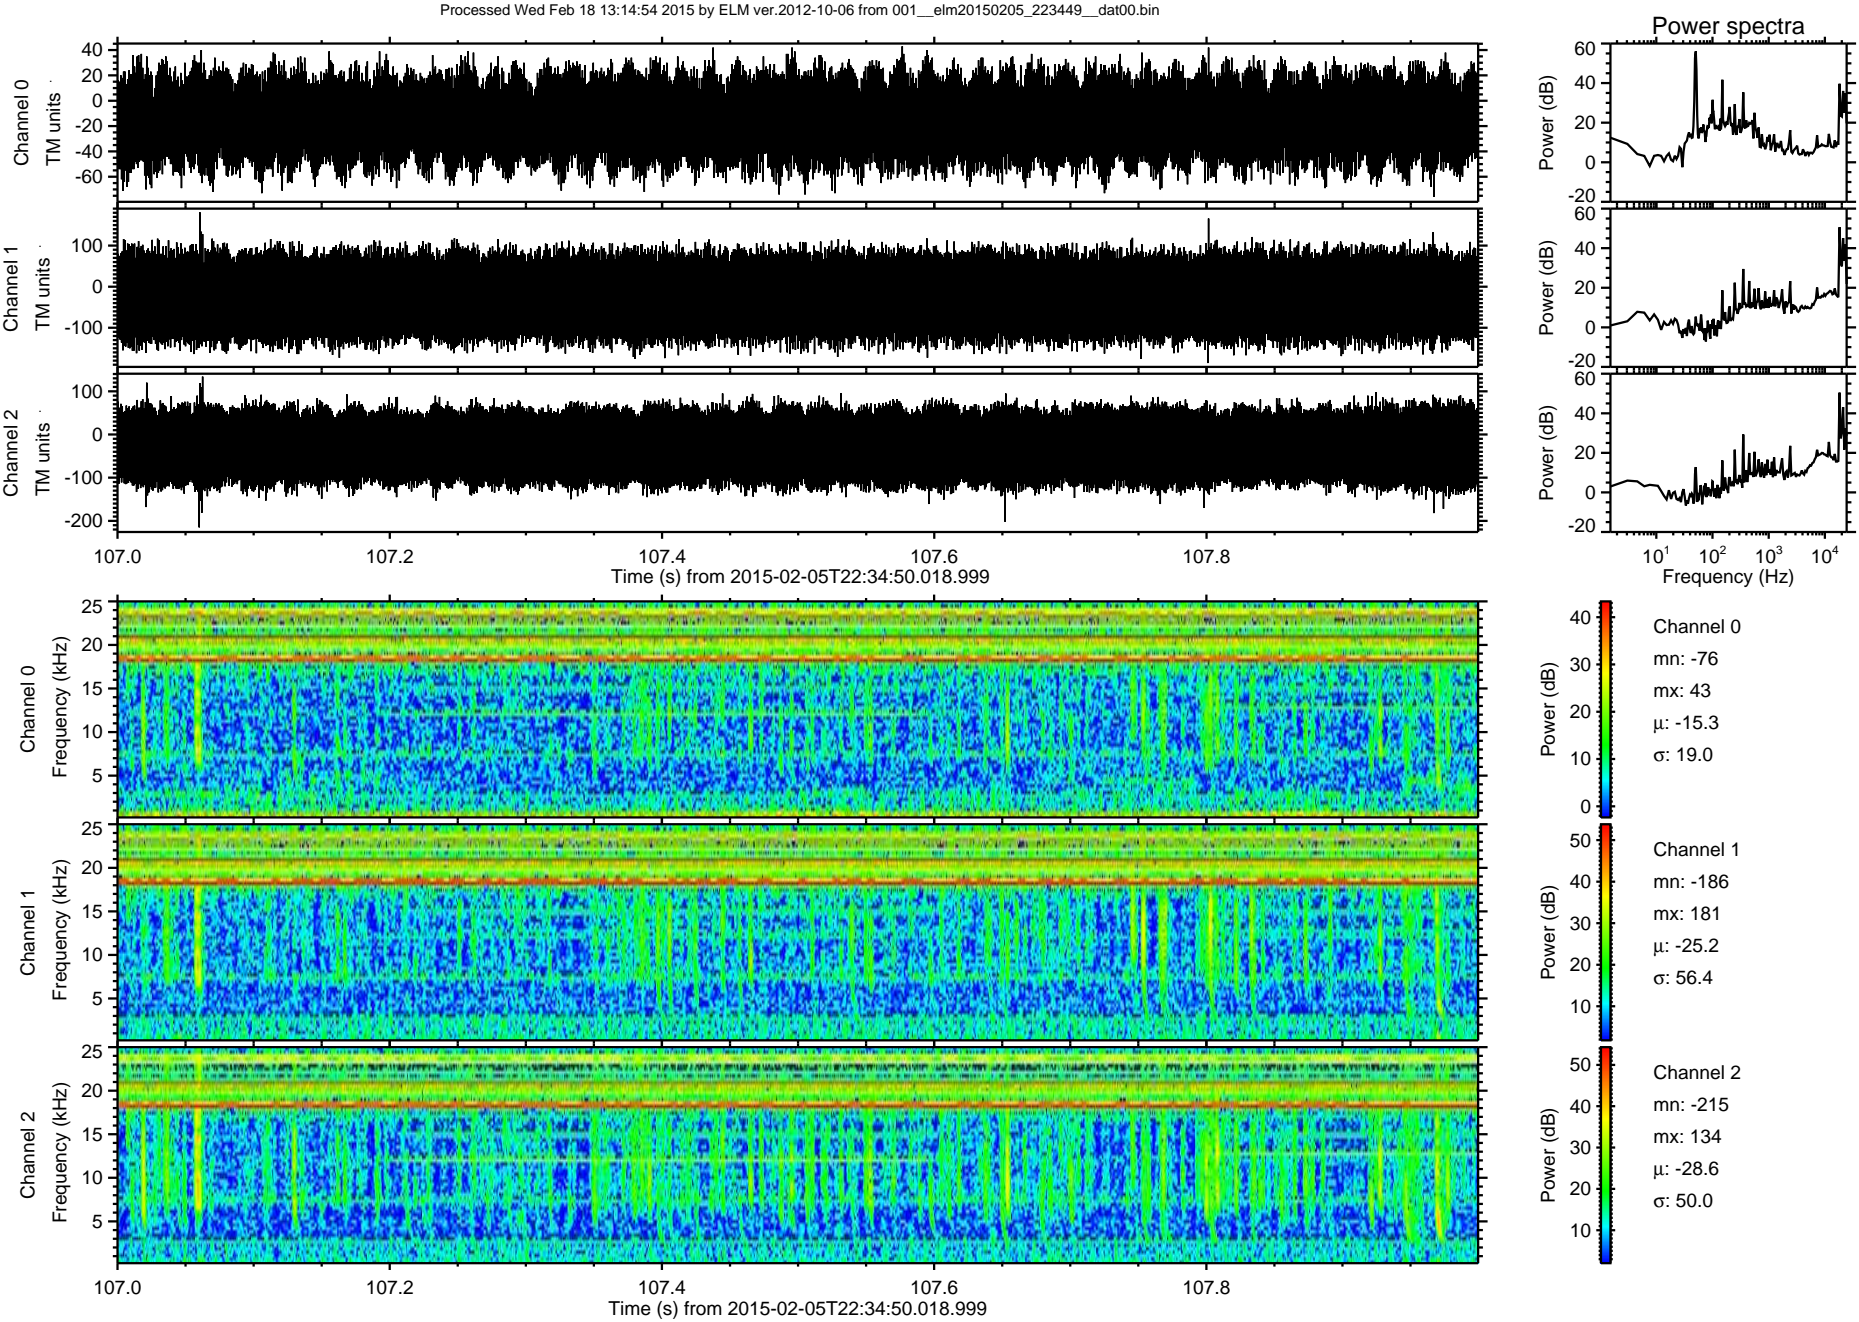 Processed Wed Feb 18 13:14:54 2015 by ELM ver.2012-10-06 from 001__elm20150205_223449__dat00.bin
Power spectra
Channel 0
TM units
40
20
0
-20
-40
-60
Power (dB)
60
40
20
0
-20
Channel 1
TM units
100
0
-100
Power (dB)
60
40
20
0
-20
Channel 2
TM units
100
0
-100
-200
Power (dB)
60
40
20
0
-20
107.0 107.2 107.4 107.6 107.8
Time (s) from 2015-02-05T22:34:50.018.999
10¹ 10² 10³ 10⁴
Frequency (Hz)
Channel 0
Frequency (kHz)
25
20
15
10
5
Power (dB)
40
30
20
10
0
Channel 0
mn: -76
mx: 43
μ: -15.3
σ: 19.0
Channel 1
Frequency (kHz)
25
20
15
10
5
Power (dB)
50
40
30
20
10
Channel 1
mn: -186
mx: 181
μ: -25.2
σ: 56.4
Channel 2
Frequency (kHz)
25
20
15
10
5
Power (dB)
50
40
30
20
10
Channel 2
mn: -215
mx: 134
μ: -28.6
σ: 50.0
107.0 107.2 107.4 107.6 107.8
Time (s) from 2015-02-05T22:34:50.018.999